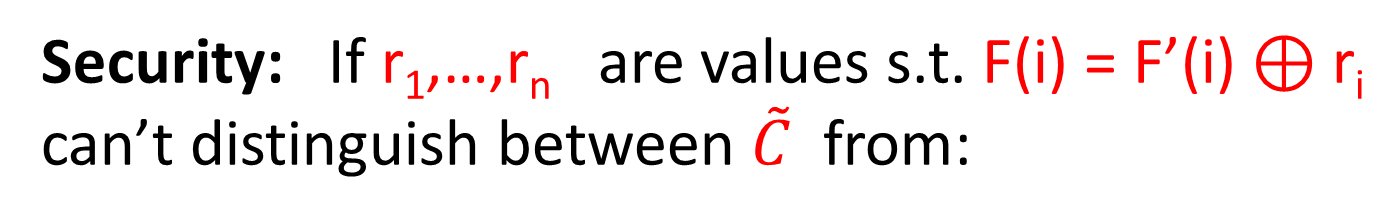 Security: If r₁,...,rₙ are values s.t. F(i) = F’(i) ⊕ rᵢ
can’t distinguish between C̃ from: